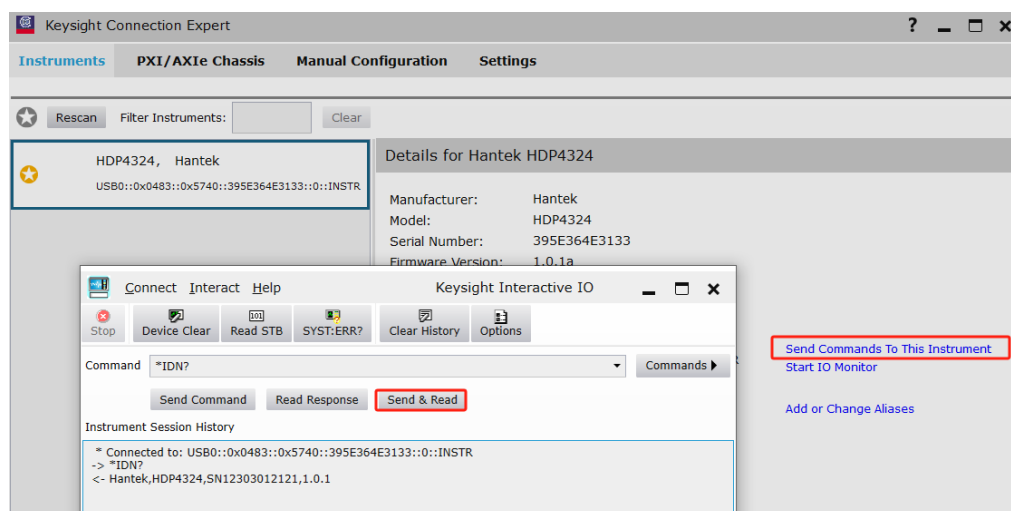 Keysight Connection Expert
?
Instruments PXI/AXIe Chassis Manual Configuration Settings
Rescan Filter Instruments: Clear
HDP4324, Hantek
USB0::0x0483::0x5740::395E364E3133::0::INSTR
Details for Hantek HDP4324
Manufacturer: Hantek
Model: HDP4324
Serial Number: 395E364E3133
Firmware Version: 1.0.1a
Connect Interact Help Keysight Interactive IO
Stop Device Clear Read STB SYST:ERR? Clear History Options
Command *IDN? Commands
Send Command Read Response Send & Read
Instrument Session History
* Connected to: USB0::0x0483::0x5740::395E364E3133::0::INSTR
-> *IDN?
<- Hantek,HDP4324,SN12303012121,1.0.1
Send Commands To This Instrument
Start IO Monitor
Add or Change Aliases